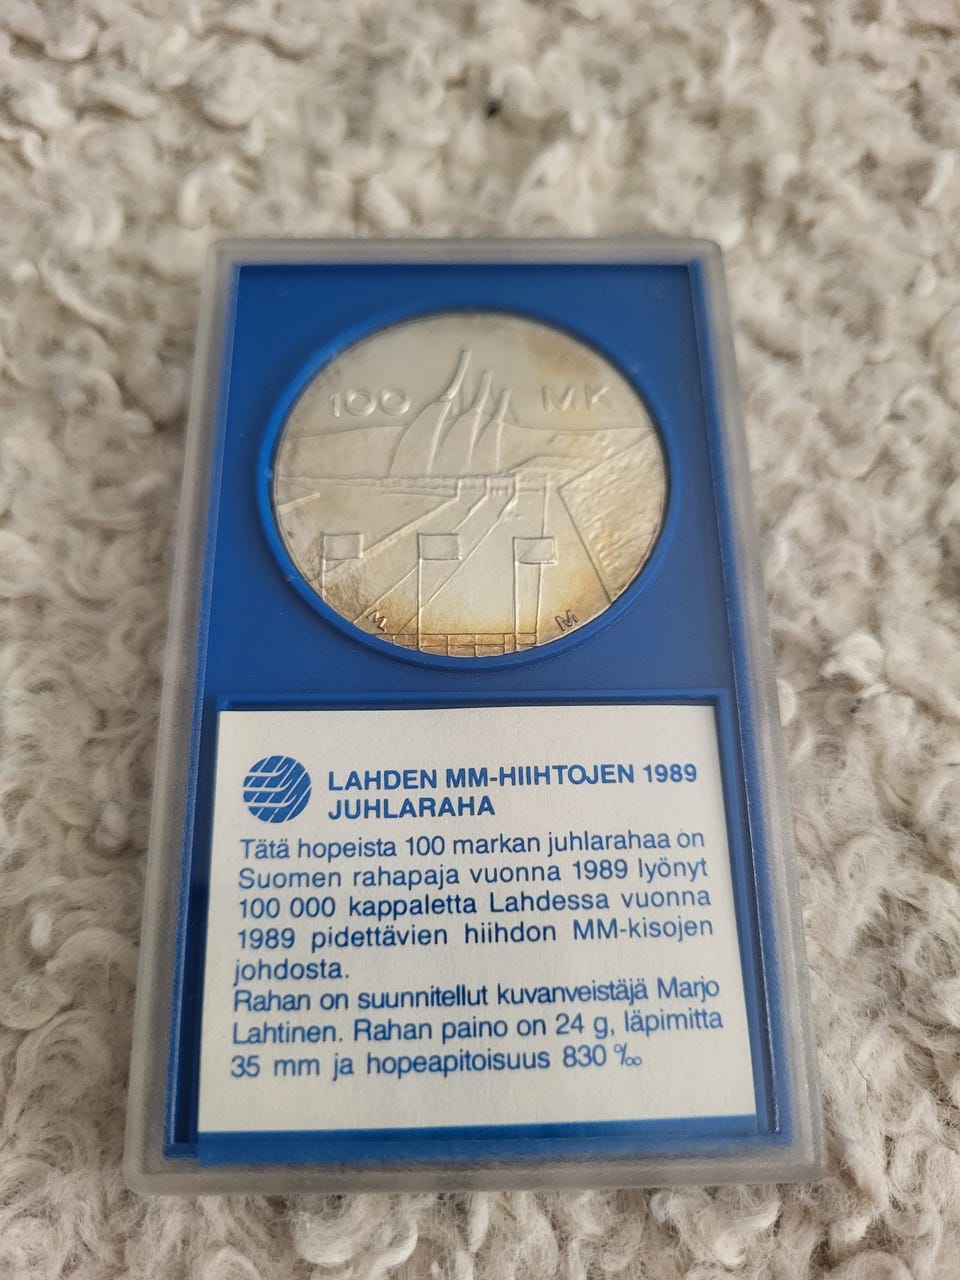 100 MK
M M
LAHDEN MM-HIIHTOJEN 1989
JUHLARAHA
Tätä hopeista 100 markan juhlarahaa on
Suomen rahapaja vuonna 1989 lyönyt
100 000 kappaletta Lahdessa vuonna
1989 pidettävien hiihdon MM-kisojen
johdosta.
Rahan on suunnitellut kuvanveistäjä Marjo
Lahtinen. Rahan paino on 24 g, läpimitta
35 mm ja hopeapitoisuus 830 ‰